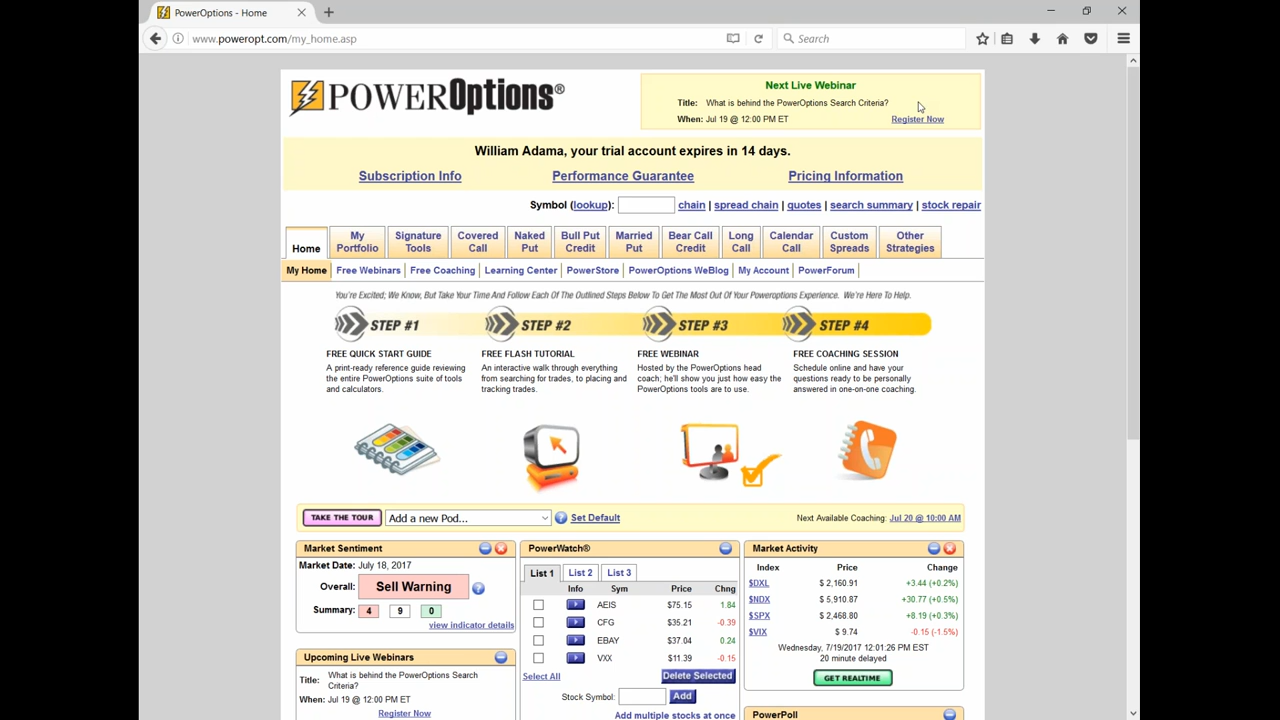 PowerOptions - Home
www.poweropt.com/my_home.asp
Search
POWEROptions®
Next Live Webinar
Title: What is behind the PowerOptions Search Criteria?
When: Jul 19 @ 12:00 PM ET
Register Now
William Adama, your trial account expires in 14 days.
Subscription Info
Performance Guarantee
Pricing Information
Symbol (lookup): chain | spread chain | quotes | search summary | stock repair
Home
My Portfolio
Signature Tools
Covered Call
Naked Put
Bull Put Credit
Married Put
Bear Call Credit
Long Call
Calendar Call
Custom Spreads
Other Strategies
My Home | Free Webinars | Free Coaching | Learning Center | PowerStore | PowerOptions WeBlog | My Account | PowerForum |
You're Excited; We Know, But Take Your Time And Follow Each Of The Outlined Steps Below To Get The Most Out Of Your Poweroptions Experience. We're Here To Help.
STEP #1
STEP #2
STEP #3
STEP #4
FREE QUICK START GUIDE
A print-ready reference guide reviewing
the entire PowerOptions suite of tools
and calculators.
FREE FLASH TUTORIAL
An interactive walk through everything
from searching for trades, to placing and
tracking trades.
FREE WEBINAR
Hosted by the PowerOptions head
coach; he'll show you just how easy the
PowerOptions tools are to use.
FREE COACHING SESSION
Schedule online and have your
questions ready to be personally
answered in one-on-one coaching.
TAKE THE TOUR
Add a new Pod...
? Set Default
Next Available Coaching: Jul 20 @ 10:00 AM
Market Sentiment
Market Date: July 18, 2017
Overall: Sell Warning ?
Summary: 4 9 0
view indicator details
Upcoming Live Webinars
Title: What is behind the PowerOptions Search
Criteria?
When: Jul 19 @ 12:00 PM ET
Register Now
PowerWatch®
List 1 List 2 List 3
Info Sym Price Chng
AEIS $75.15 1.84
CFG $35.21 -0.39
EBAY $37.04 0.24
VXX $11.39 -0.15
Select All Delete Selected
Stock Symbol: Add
Add multiple stocks at once
Market Activity
Index Price Change
$DXL $ 2,160.91 +3.44 (+0.2%)
$NDX $ 5,910.87 +30.77 (+0.5%)
$SPX $ 2,468.80 +8.19 (+0.3%)
$VIX $ 9.74 -0.15 (-1.5%)
Wednesday, 7/19/2017 12:01:26 PM EST
20 minute delayed
GET REALTIME
PowerPoll